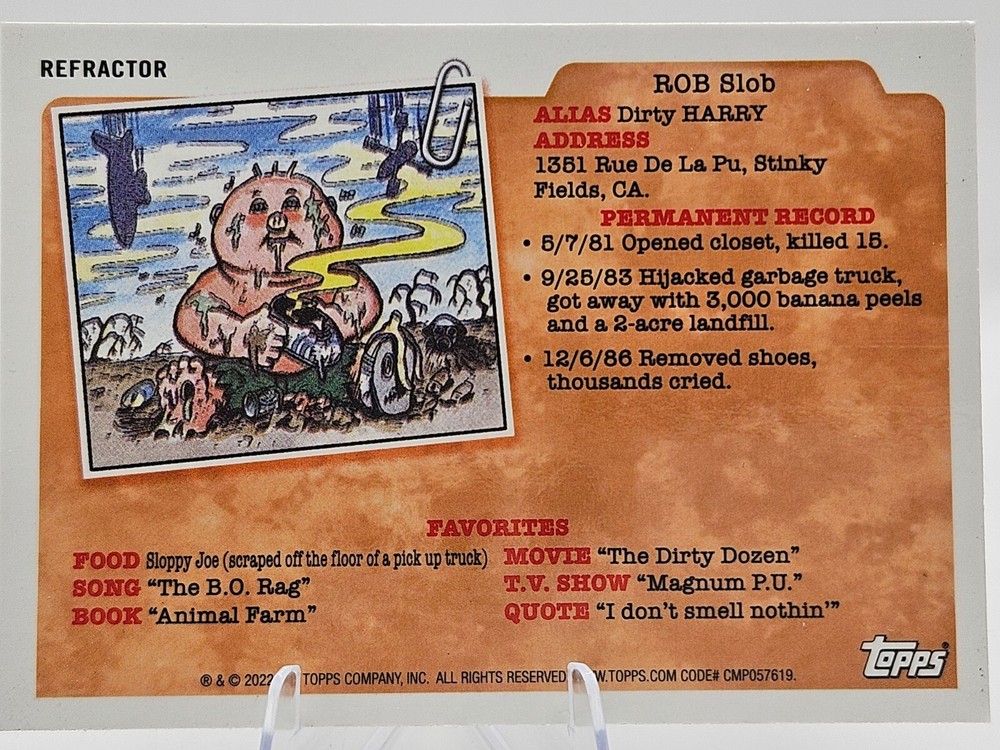 REFRACTOR
ROB Slob
ALIAS Dirty HARRY
ADDRESS
1351 Rue De La Pu, Stinky
Fields, CA.
PERMANENT RECORD
• 5/7/81 Opened closet, killed 15.
• 9/25/83 Hijacked garbage truck,
got away with 3,000 banana peels
and a 2-acre landfill.
• 12/6/86 Removed shoes,
thousands cried.
FAVORITES
FOOD Sloppy Joe (scraped off the floor of a pick up truck)
SONG “The B.O. Rag”
BOOK “Animal Farm”
MOVIE “The Dirty Dozen”
T.V. SHOW “Magnum P.U.”
QUOTE “I don't smell nothin'”
topps®
® & © 2022 TOPPS COMPANY, INC. ALL RIGHTS RESERVED. W.TOPPS.COM CODE# CMP057619.